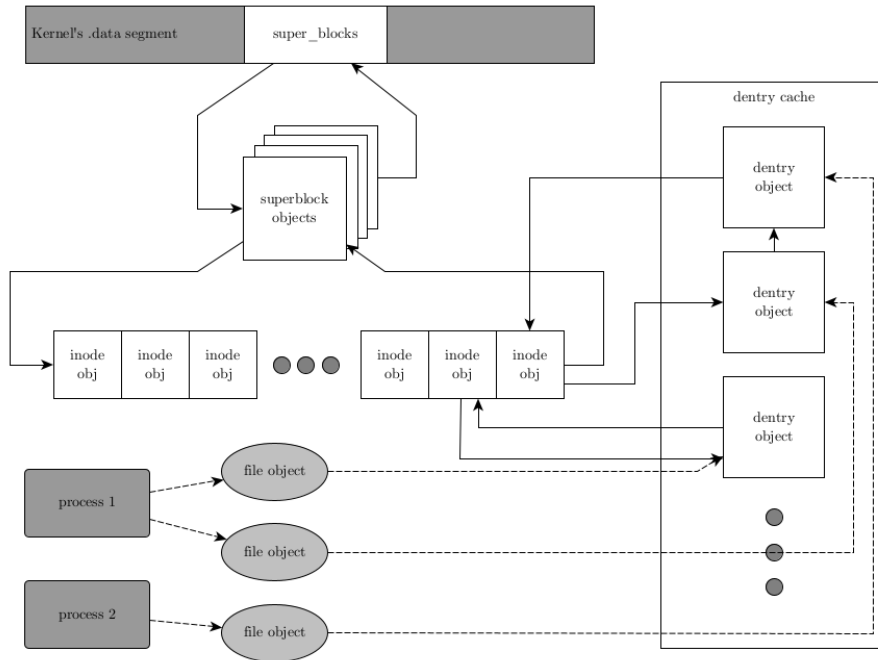 Kernel's .data segment
super_blocks
dentry cache
dentry
object
superblock
objects
dentry
object
inode
obj
inode
obj
inode
obj
inode
obj
inode
obj
inode
obj
dentry
object
file object
process 1
file object
process 2
file object